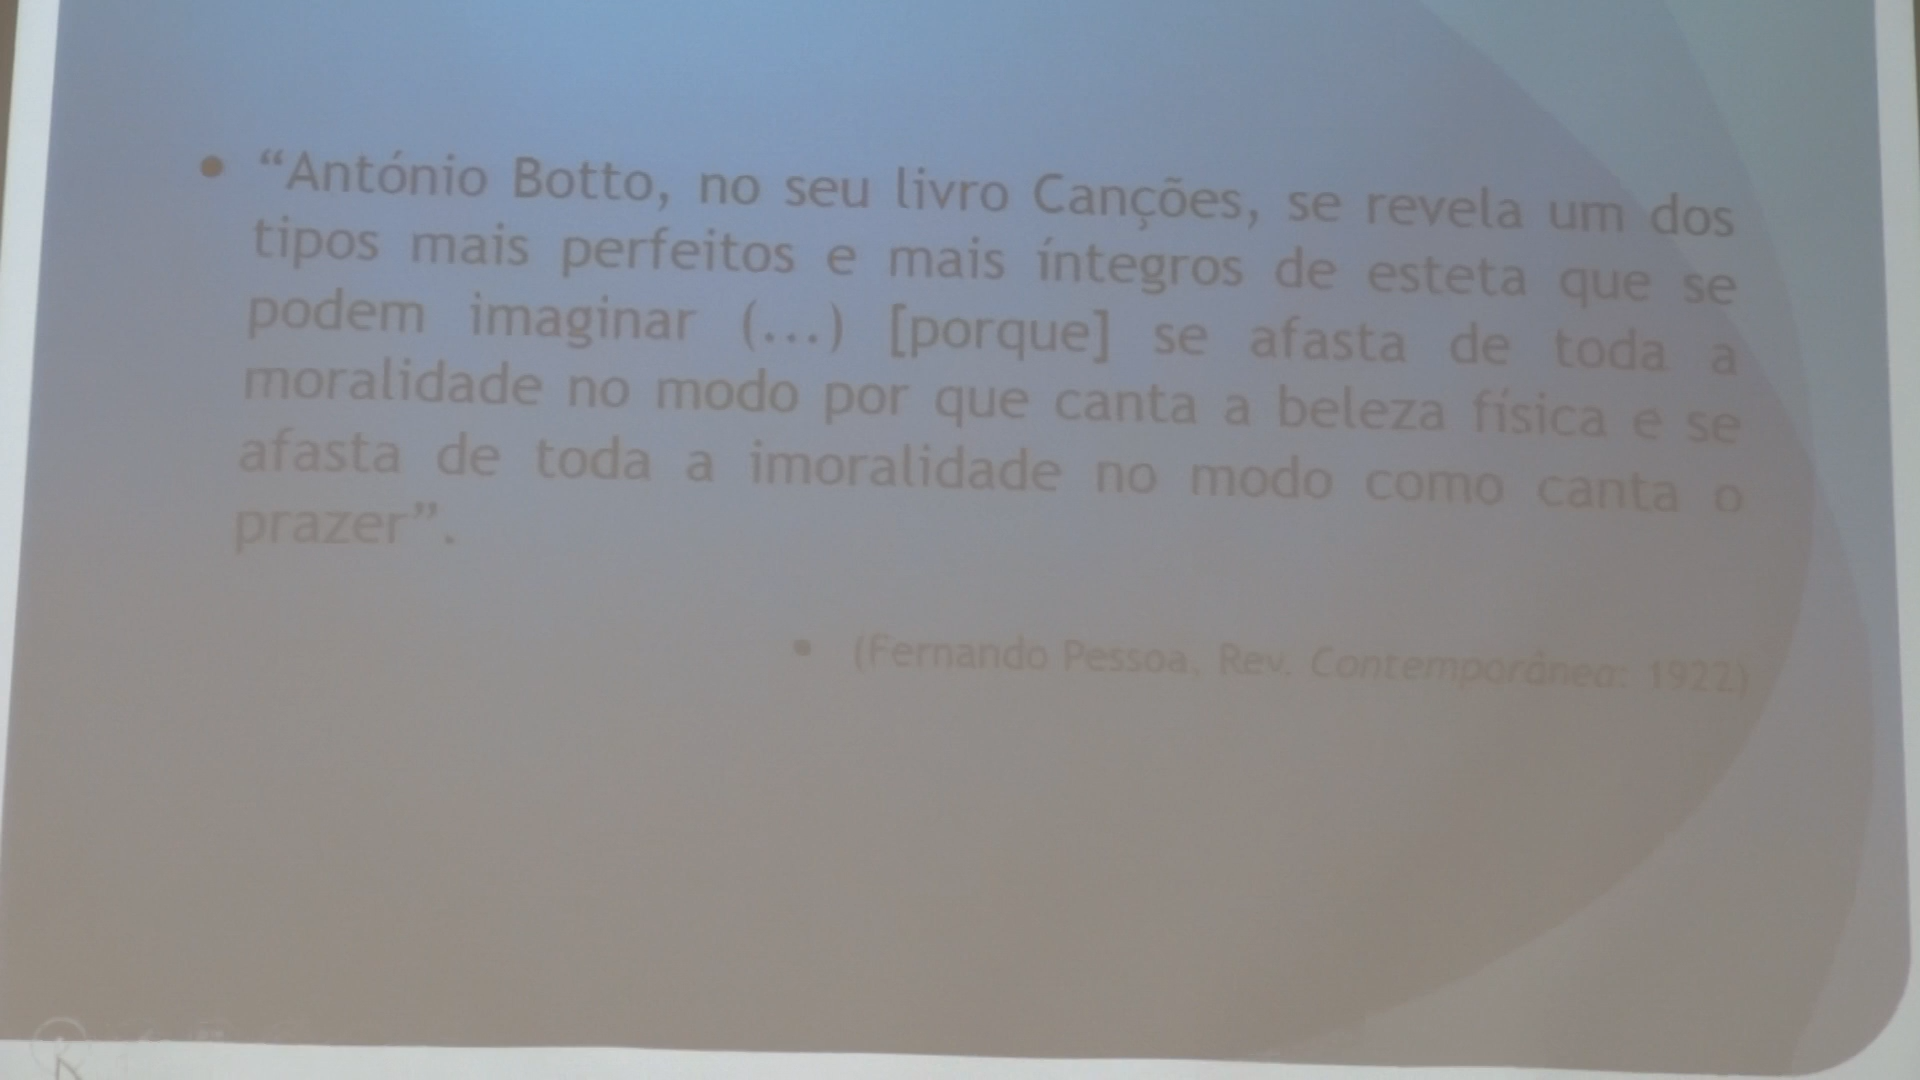 • “António Botto, no seu livro Canções, se revela um dos
tipos mais perfeitos e mais íntegros de esteta que se
podem imaginar (...) [porque] se afasta de toda a
moralidade no modo por que canta a beleza física e se
afasta de toda a imoralidade no modo como canta o
prazer”.
• (Fernando Pessoa, Rev. Contemporânea: 1922)